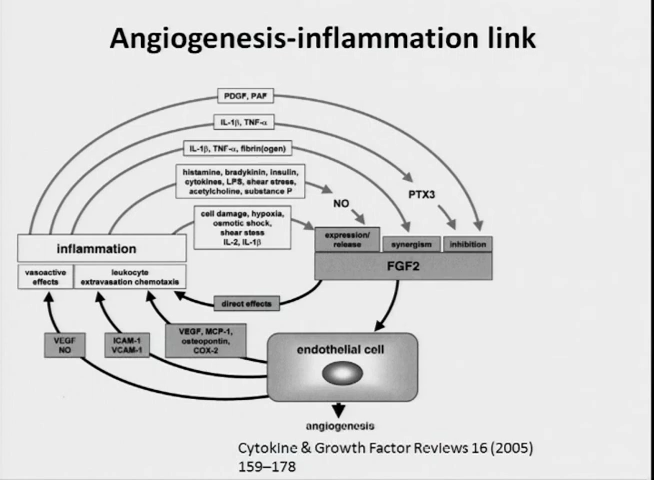 Angiogenesis-inflammation link
PDGF, PAF
IL-1β, TNF-α
IL-1β, TNF-α, fibrin(ogen)
histamine, bradykinin, insulin,
cytokines, LPS, shear stress,
acetylcholine, substance P
NO
PTX3
cell damage, hypoxia,
osmotic shock,
shear stess
IL-2, IL-1β
inflammation
vasoactive
effects
leukocyte
extravasation chemotaxis
expression/
release
synergism
inhibition
FGF2
direct effects
VEGF
NO
ICAM-1
VCAM-1
VEGF, MCP-1,
osteopontin,
COX-2
endothelial cell
angiogenesis
Cytokine & Growth Factor Reviews 16 (2005)
159–178